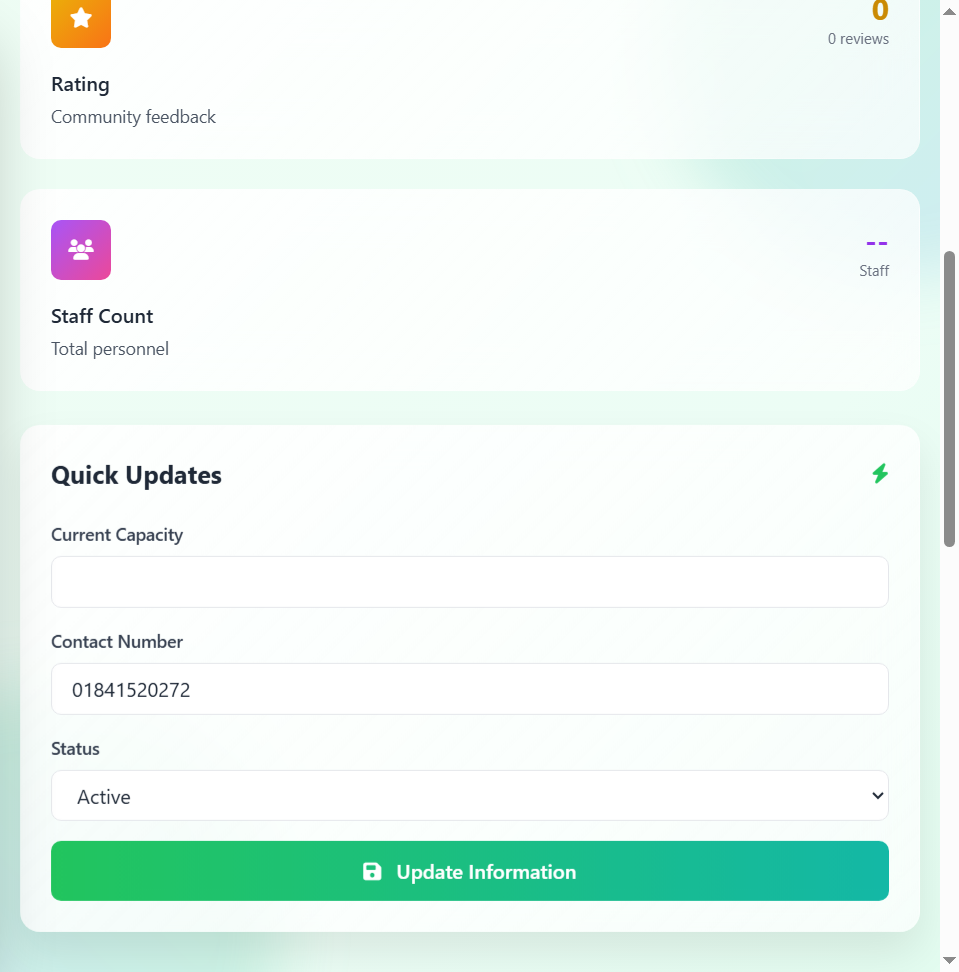 0
0 reviews
Rating
Community feedback
--
Staff
Staff Count
Total personnel
Quick Updates
Current Capacity
Contact Number
01841520272
Status
Active
Update Information